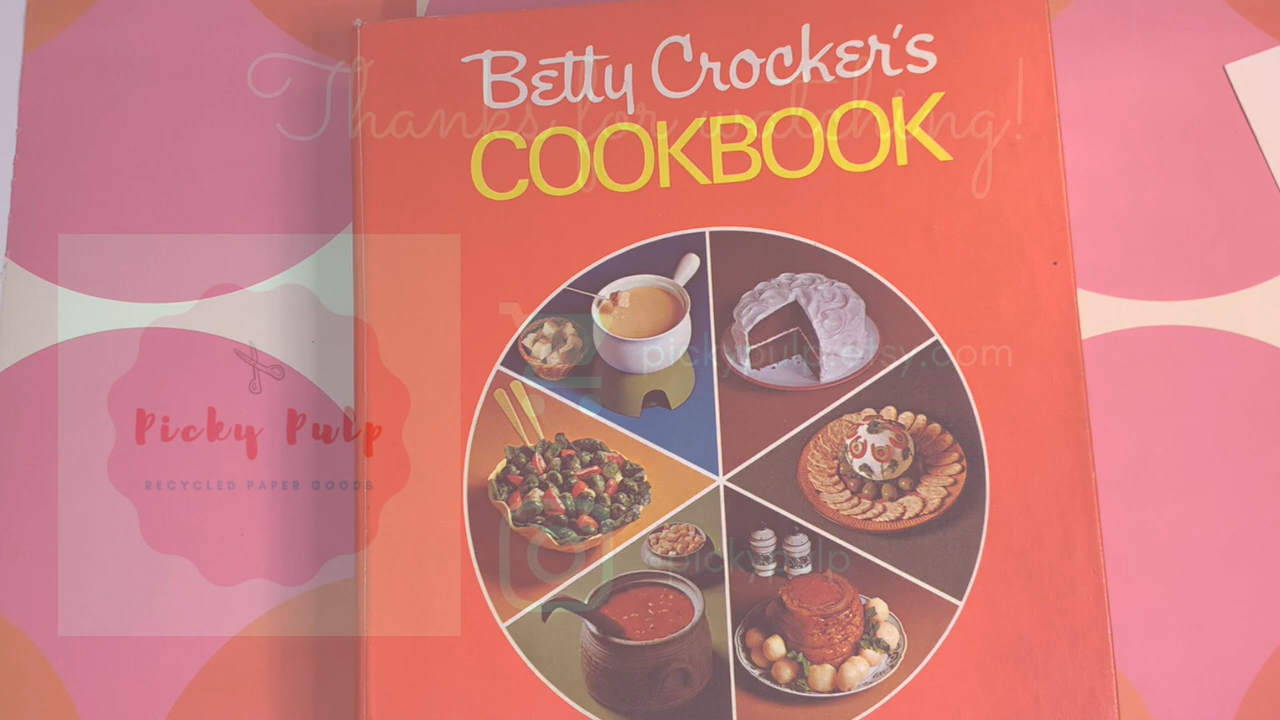 Betty Crocker's
COOKBOOK
Thanks for watching!
pickypulp.etsy.com
Picky Pulp
RECYCLED PAPER GOODS
@pickypulp